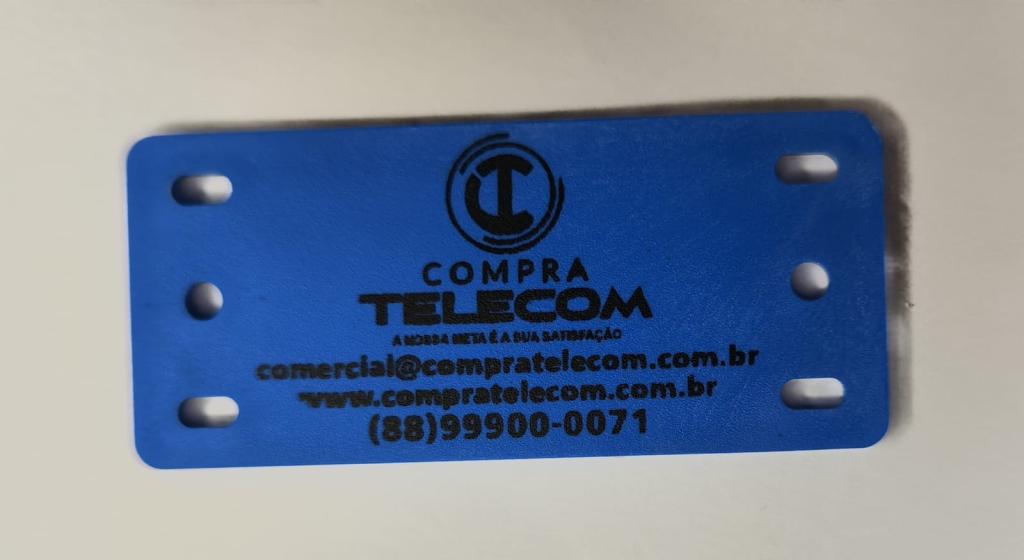 COMPRA
TELECOM
A NOSSA META É A SUA SATISFAÇÃO
comercial@compratelecom.com.br
www.compratelecom.com.br
(88)99900-0071